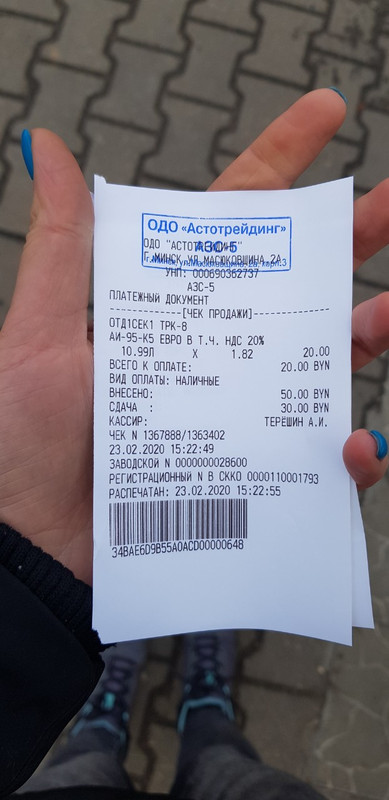 ОДО «Астотрейдинг»
АЗС-5
ОДО "АСТОТРЕЙДИНГ"
Г.МИНСК,УЛ.МАСЮКОВЩИНА,2А
УНП: 000690362737
АЗС-5
ПЛАТЕЖНЫЙ ДОКУМЕНТ
------------[ЧЕК ПРОДАЖИ]------------
ОТД1СЕК1 ТРК-8
АИ-95-К5 ЕВРО В Т.Ч. НДС 20%
10.99Л X 1.82 20.00
ВСЕГО К ОПЛАТЕ: 20.00 BYN
ВИД ОПЛАТЫ: НАЛИЧНЫЕ
ВНЕСЕНО: 50.00 BYN
СДАЧА : 30.00 BYN
КАССИР: ТЕРЁШИН А.И.
ЧЕК N 1367888/1363402
23.02.2020 15:22:49
ЗАВОДСКОЙ N 0000000028600
РЕГИСТРАЦИОННЫЙ N В СККО 0000110001793
РАСПЕЧАТАН: 23.02.2020 15:22:55
34BAE6D9B55A0ACD00000648